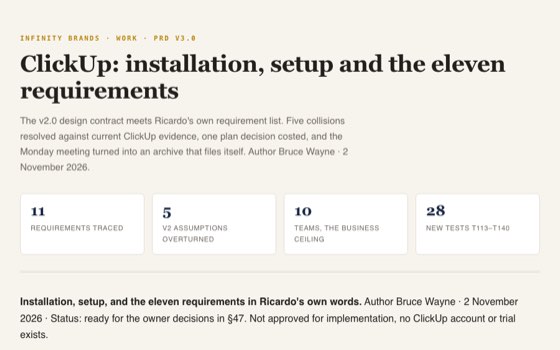 INFINITY BRANDS · WORK · PRD V3.0
ClickUp: installation, setup and the eleven
requirements
The v2.0 design contract meets Ricardo's own requirement list. Five collisions
resolved against current ClickUp evidence, one plan decision costed, and the
Monday meeting turned into an archive that files itself. Author Bruce Wayne · 2
November 2026.
11
REQUIREMENTS TRACED
5
V2 ASSUMPTIONS
OVERTURNED
10
TEAMS, THE BUSINESS
CEILING
28
NEW TESTS T113–T140
Installation, setup, and the eleven requirements in Ricardo's own words. Author Bruce Wayne · 2 November
2026 · Status: ready for the owner decisions in §47. Not approved for implementation, no ClickUp account or trial
exists.